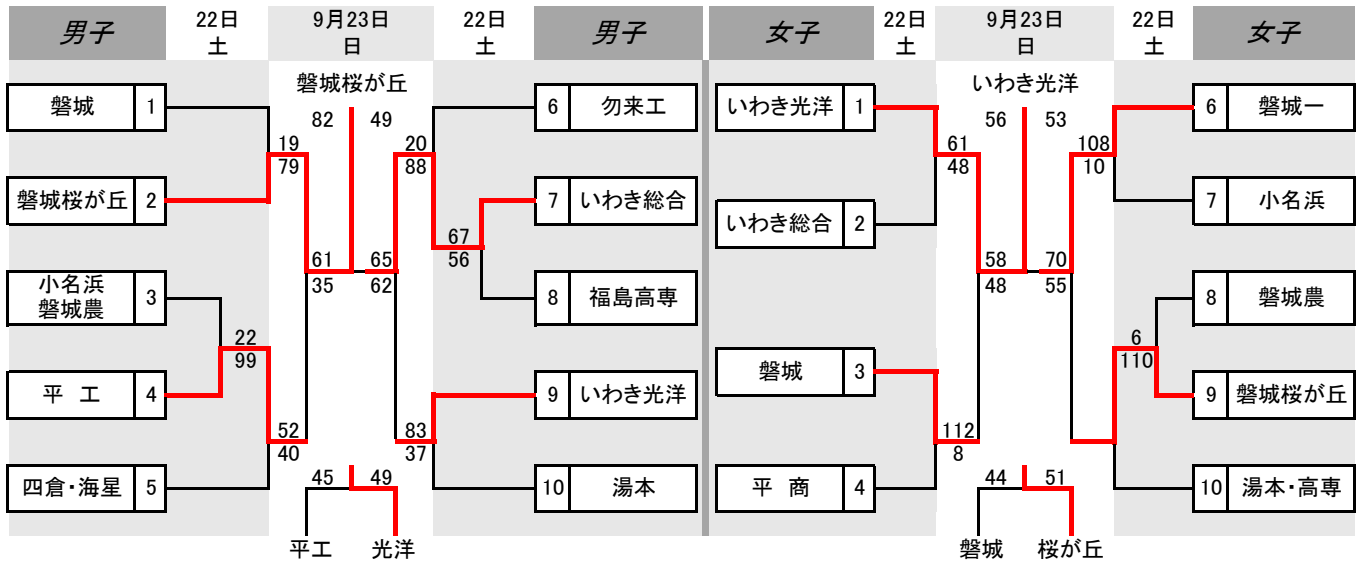 男子 22日 土 9月23日 日 22日 土 男子 女子 22日 土 9月23日 日 22日 土 女子
磐城桜が丘 いわき光洋
磐城 1 82 49 6 勿来工 いわき光洋 1 56 53 6 磐城一
19 20 61 108
79 88 48 10
磐城桜が丘 2 7 いわき総合 いわき総合 2 7 小名浜
67
56
61 65 58 70
35 62 48 55
小名浜 磐城農 3 8 福島高専 8 磐城農
22 6
99 110
平 工 4 9 いわき光洋 磐城 3 9 磐城桜が丘
52 83 112
40 37 8
四倉・海星 5 45 49 10 湯本 平 商 4 44 51 10 湯本・高専
平工 光洋 磐城 桜が丘